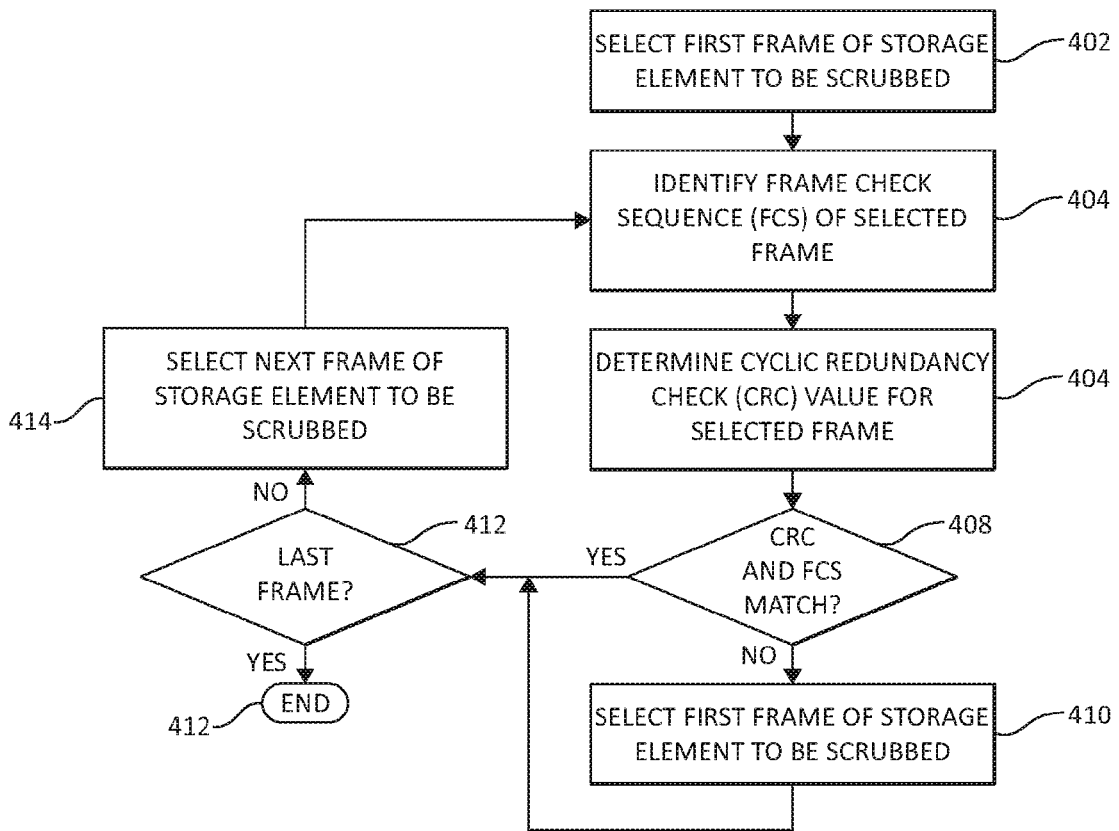 SELECT FIRST FRAME OF STORAGE
ELEMENT TO BE SCRUBBED
402
IDENTIFY FRAME CHECK
SEQUENCE (FCS) OF SELECTED
FRAME
404
DETERMINE CYCLIC REDUNDANCY
CHECK (CRC) VALUE FOR
SELECTED FRAME
404
SELECT NEXT FRAME OF
STORAGE ELEMENT TO BE
SCRUBBED
414
NO
LAST
FRAME?
412
YES
CRC
AND FCS
MATCH?
408
YES
END
412
NO
SELECT FIRST FRAME OF STORAGE
ELEMENT TO BE SCRUBBED
410